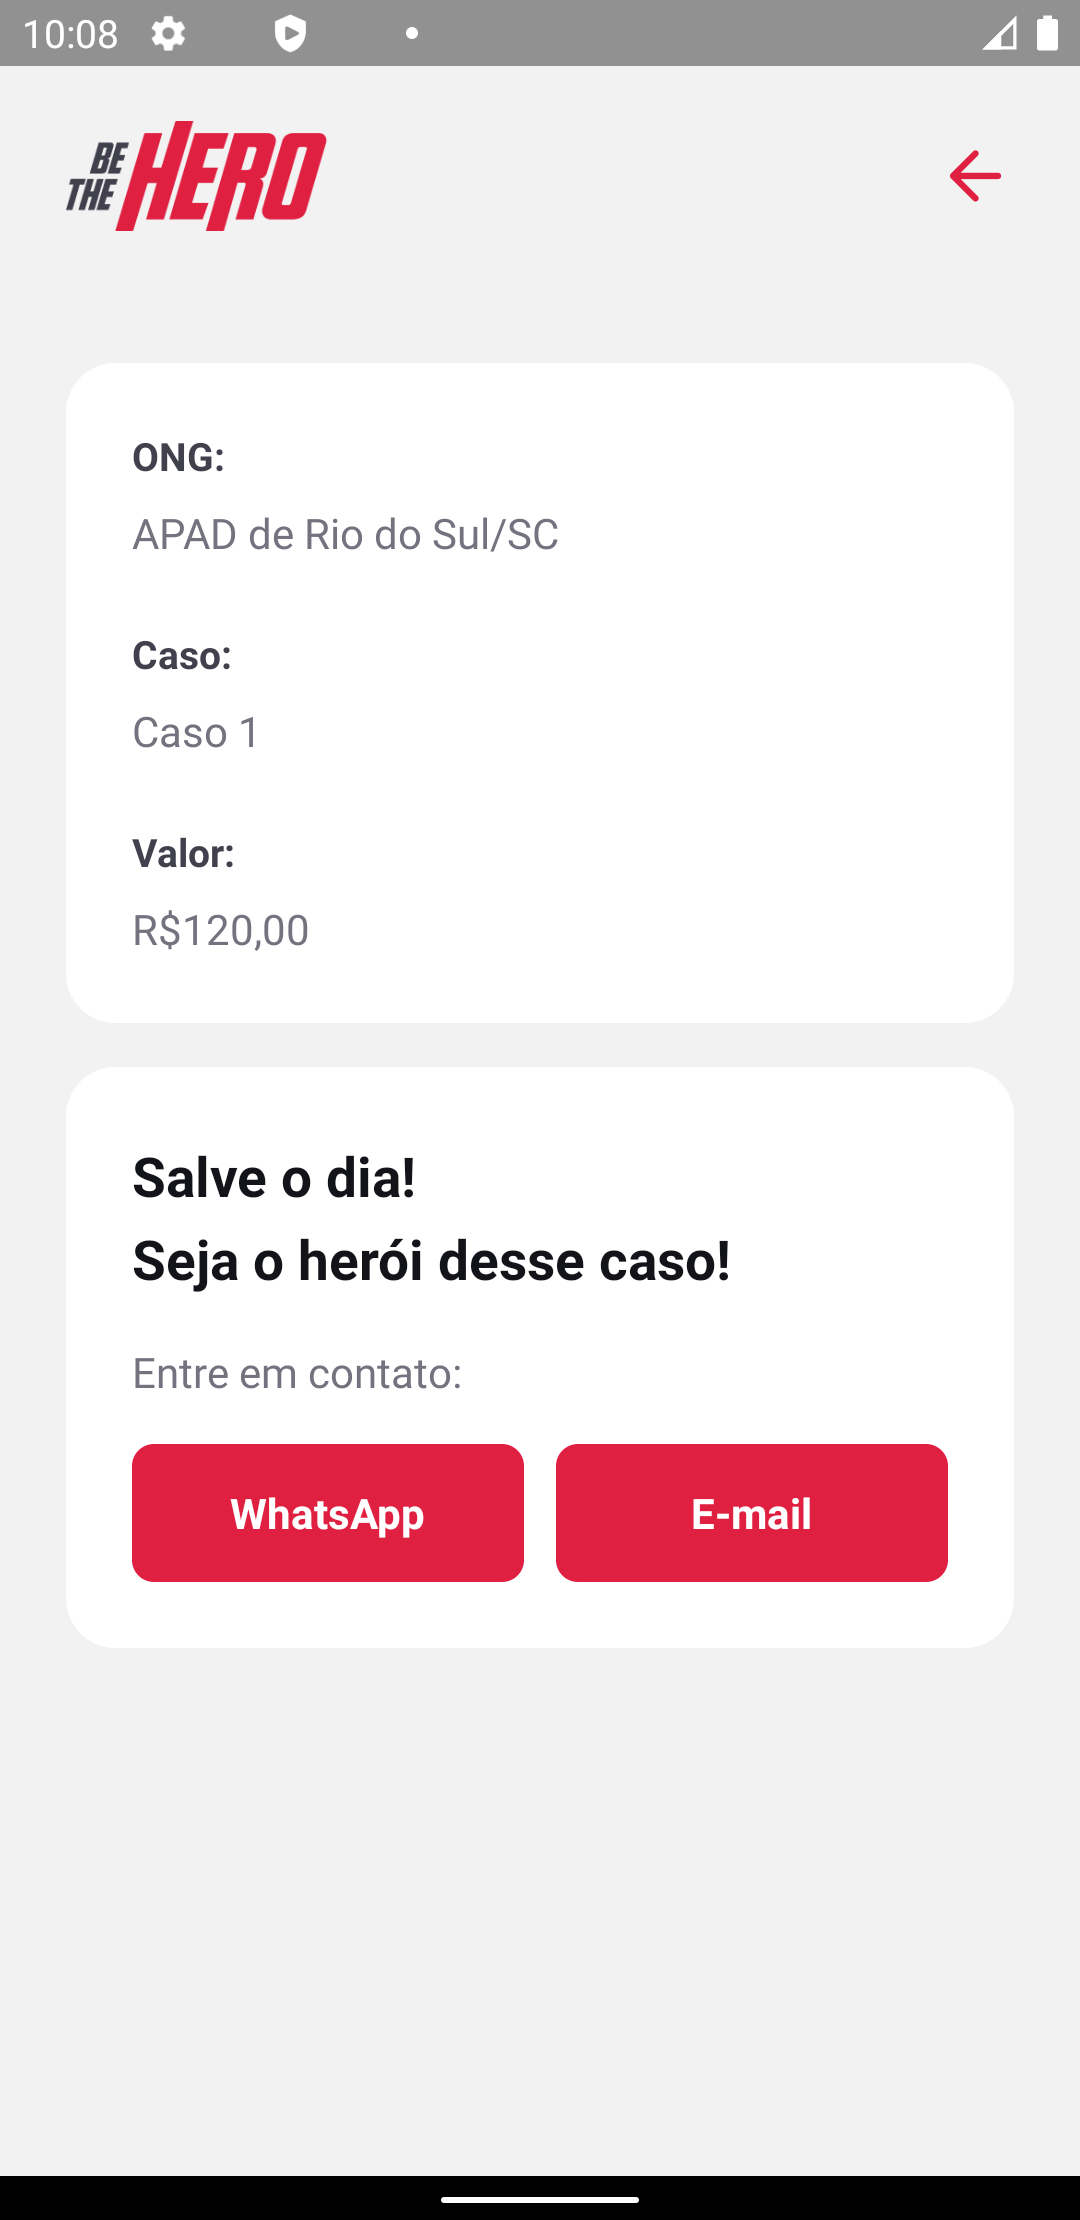 10:08
BE
THE
HERO
ONG:
APAD de Rio do Sul/SC
Caso:
Caso 1
Valor:
R$120,00
Salve o dia!
Seja o herói desse caso!
Entre em contato:
WhatsApp
E-mail